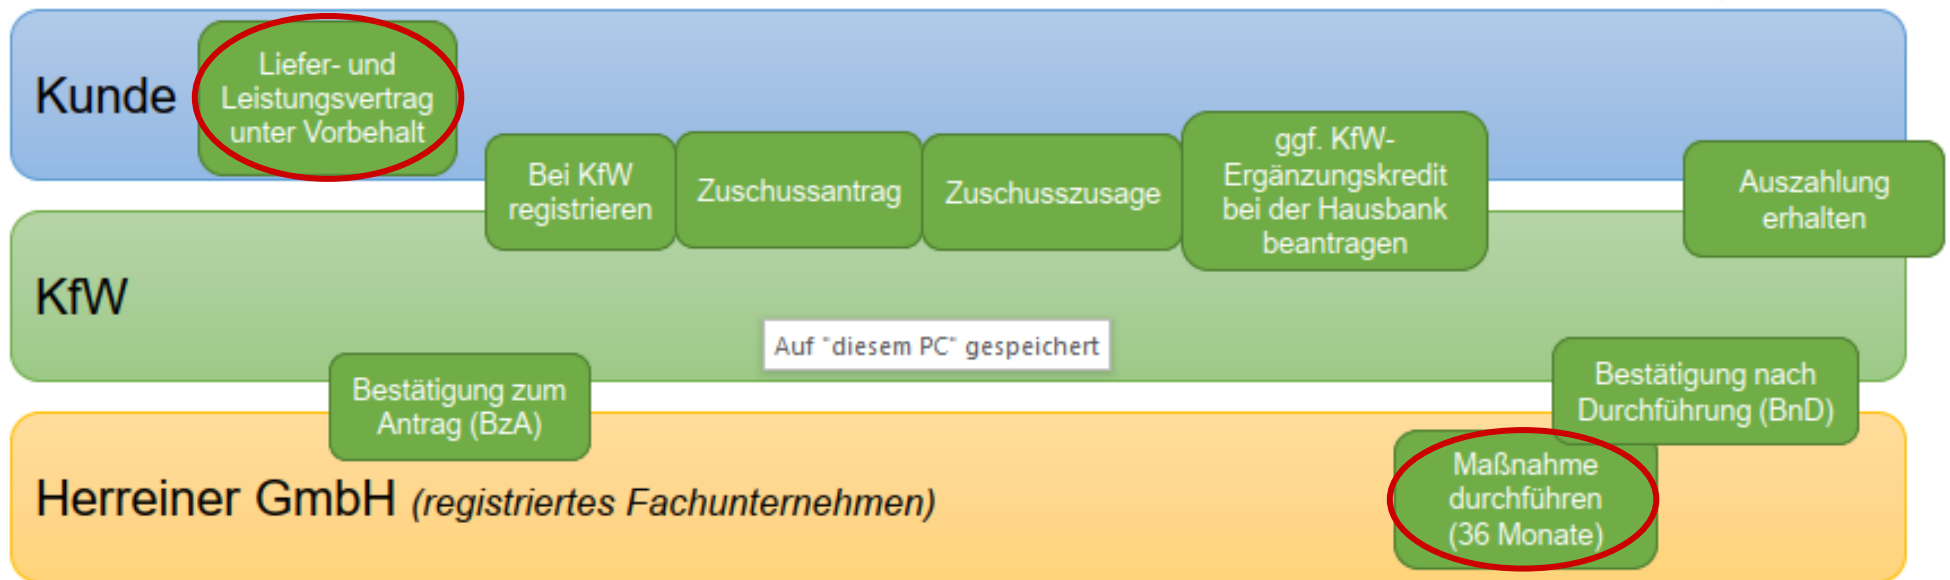 Kunde
Liefer- und
Leistungsvertrag
unter Vorbehalt
Bei KfW
registrieren
Zuschussantrag
Zuschusszusage
ggf. KfW-
Ergänzungskredit
bei der Hausbank
beantragen
Auszahlung
erhalten
KfW
Auf "diesem PC" gespeichert
Bestätigung zum
Antrag (BzA)
Bestätigung nach
Durchführung (BnD)
Herreiner GmbH (registriertes Fachunternehmen)
Maßnahme
durchführen
(36 Monate)